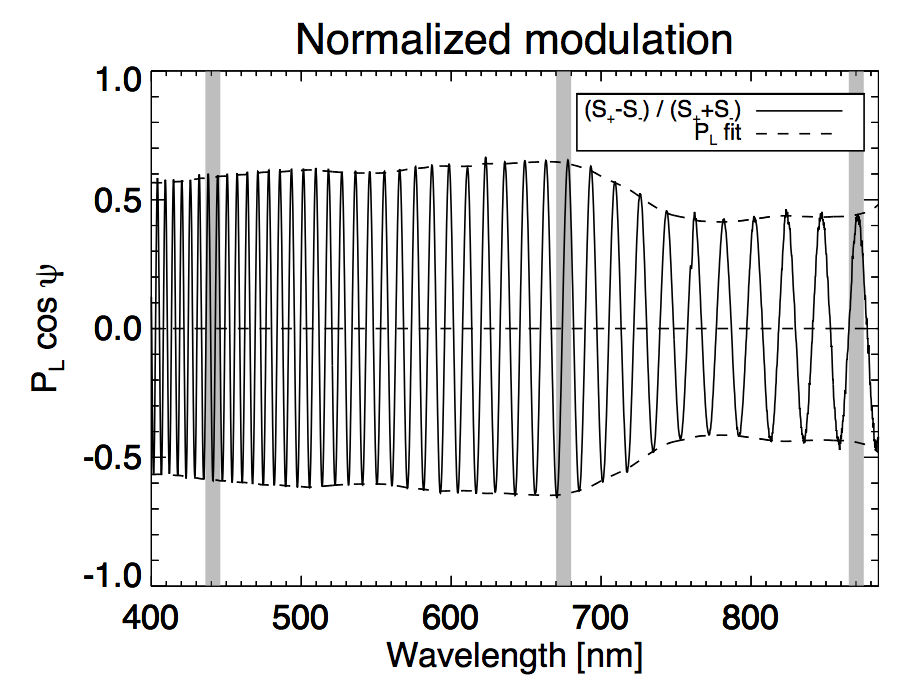 Normalized modulation
(S+-S-) / (S++S-)
PL fit
1.0
0.5
0.0
-0.5
-1.0
PL cos ψ
400 500 600 700 800
Wavelength [nm]